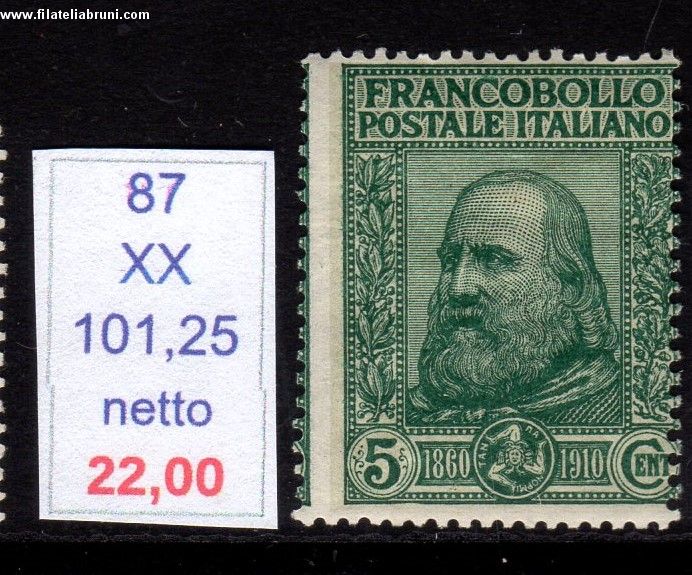 www.filateliabruni.com
87
XX
101,25
netto
22,00
FRANCOBOLLO
POSTALE ITALIANO
5 1860 1910 CENT